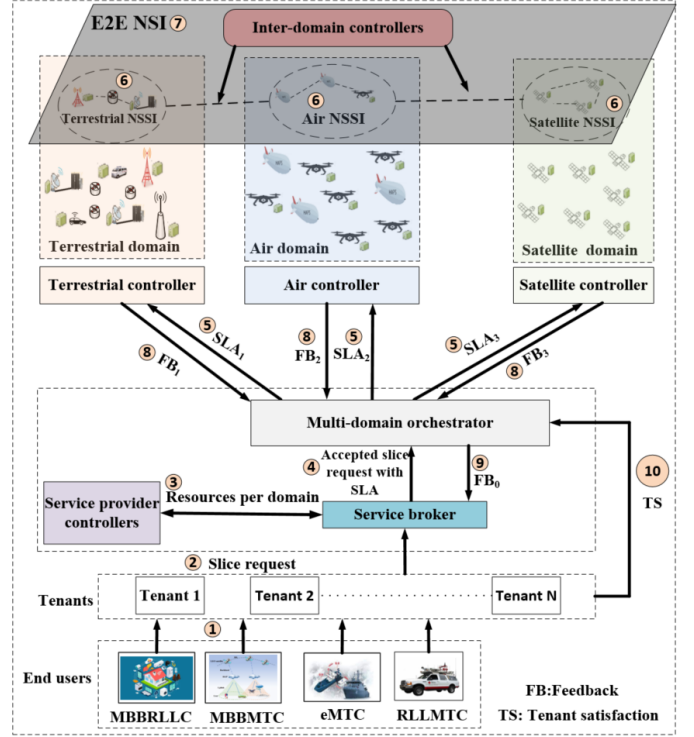 E2E NSI 7
Inter-domain controllers
6
Terrestrial NSSI
6
Air NSSI
6
Satellite NSSI
Terrestrial domain
Air domain
Satellite domain
Terrestrial controller
Air controller
Satellite controller
5 SLA₁
8 FB₁
8 FB₂
5 SLA₂
5 SLA₃
8 FB₃
Multi-domain orchestrator
4 Accepted slice
request with
SLA
9 FB₀
10
TS
3 Resources per domain
Service provider
controllers
Service broker
2 Slice request
Tenants
Tenant 1
Tenant 2
Tenant N
1
End users
MBBRLLC
MBBMTC
eMTC
RLLMTC
FB:Feedback
TS: Tenant satisfaction